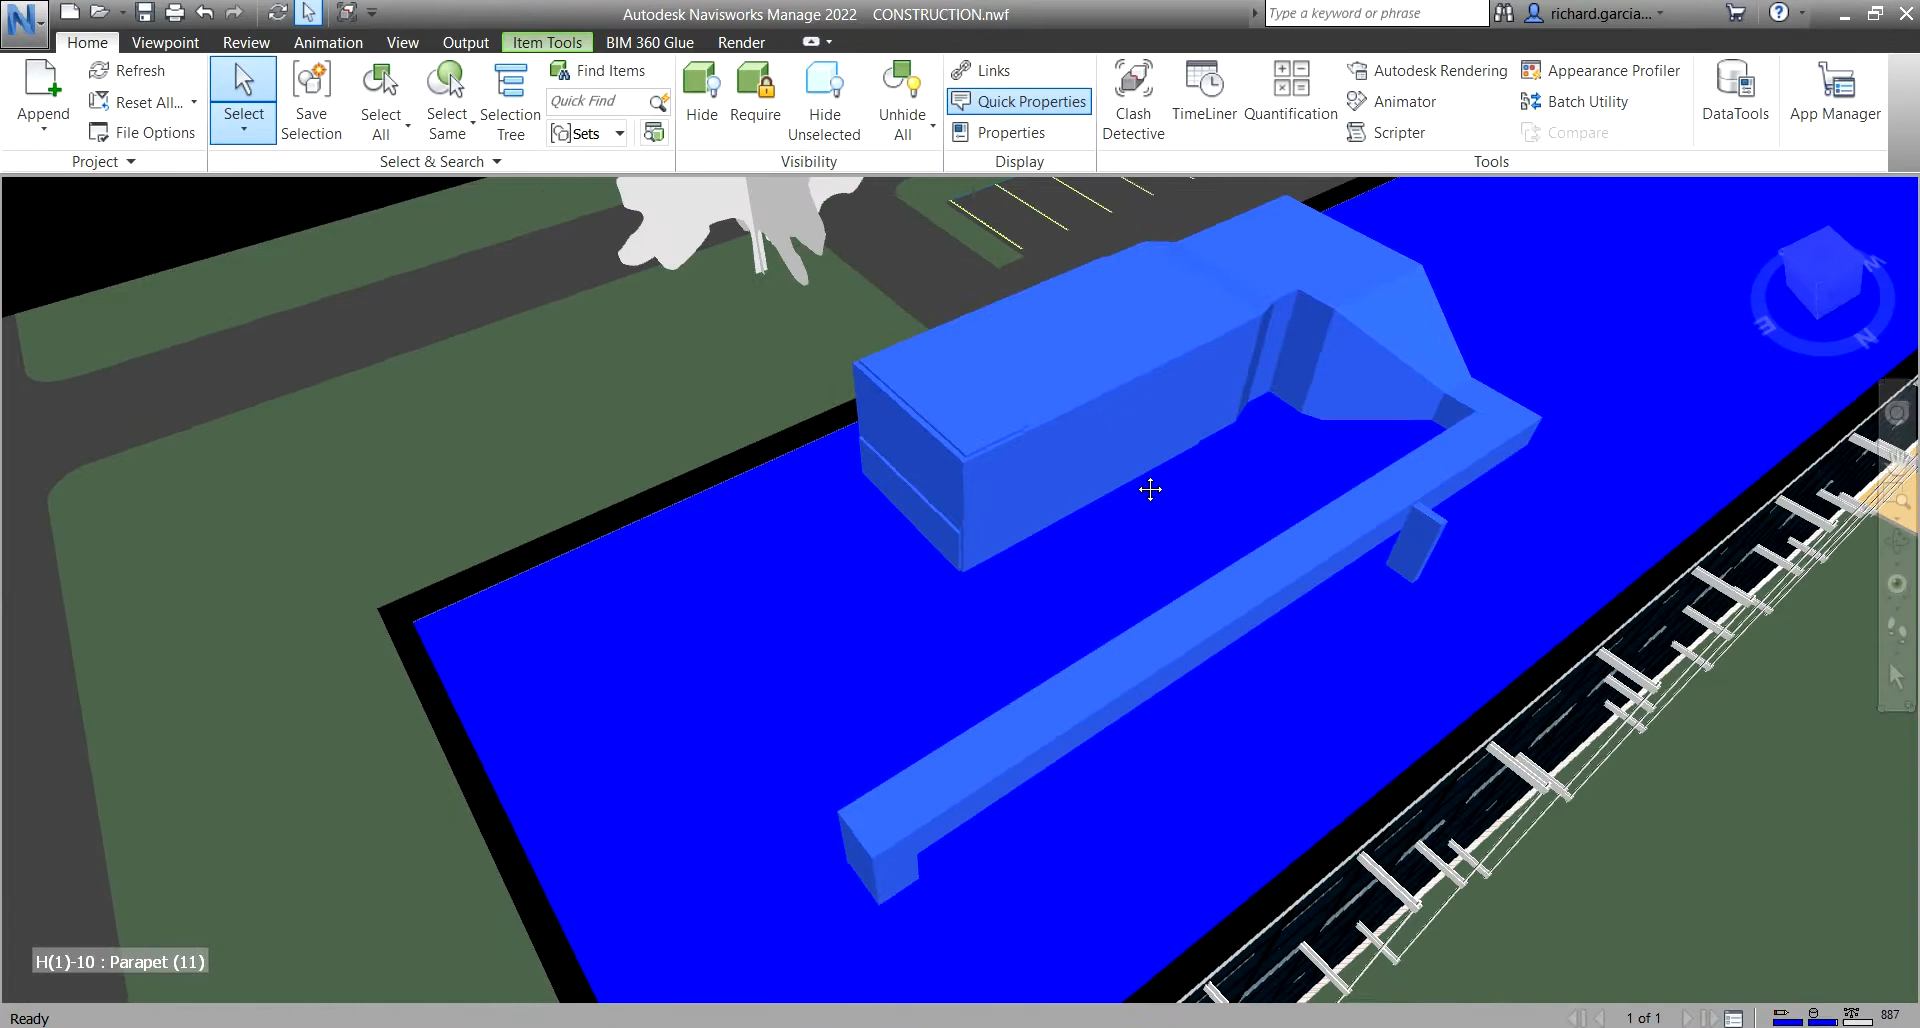 Autodesk Navisworks Manage 2022 CONSTRUCTION.nwf
Type a keyword or phrase
richard.garcia...
Home Viewpoint Review Animation View Output Item Tools BIM 360 Glue Render
Append
Refresh
Reset All...
File Options
Project
Select
Save Selection
Select All
Select Same
Selection Tree
Find Items
Quick Find
Sets
Select & Search
Hide
Require
Hide Unselected
Unhide All
Visibility
Links
Quick Properties
Properties
Display
Clash Detective
TimeLiner
Quantification
Autodesk Rendering
Animator
Scripter
Appearance Profiler
Batch Utility
Compare
Tools
DataTools
App Manager
W
E
N
H(1)-10 : Parapet (11)
Ready
1 of 1
887